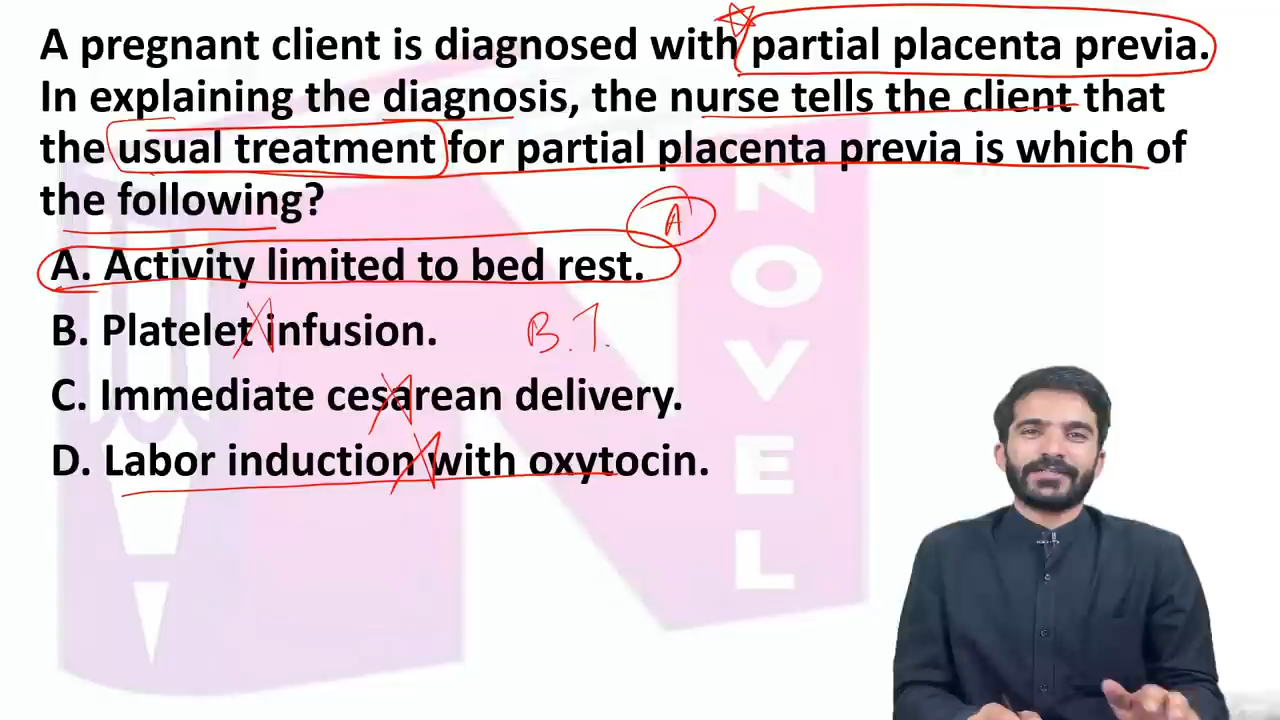 A pregnant client is diagnosed with partial placenta previa.
In explaining the diagnosis, the nurse tells the client that
the usual treatment for partial placenta previa is which of
the following?
A
A. Activity limited to bed rest.
B. Platelet infusion.
B.T.
C. Immediate cesarean delivery.
D. Labor induction with oxytocin.
NOVEL